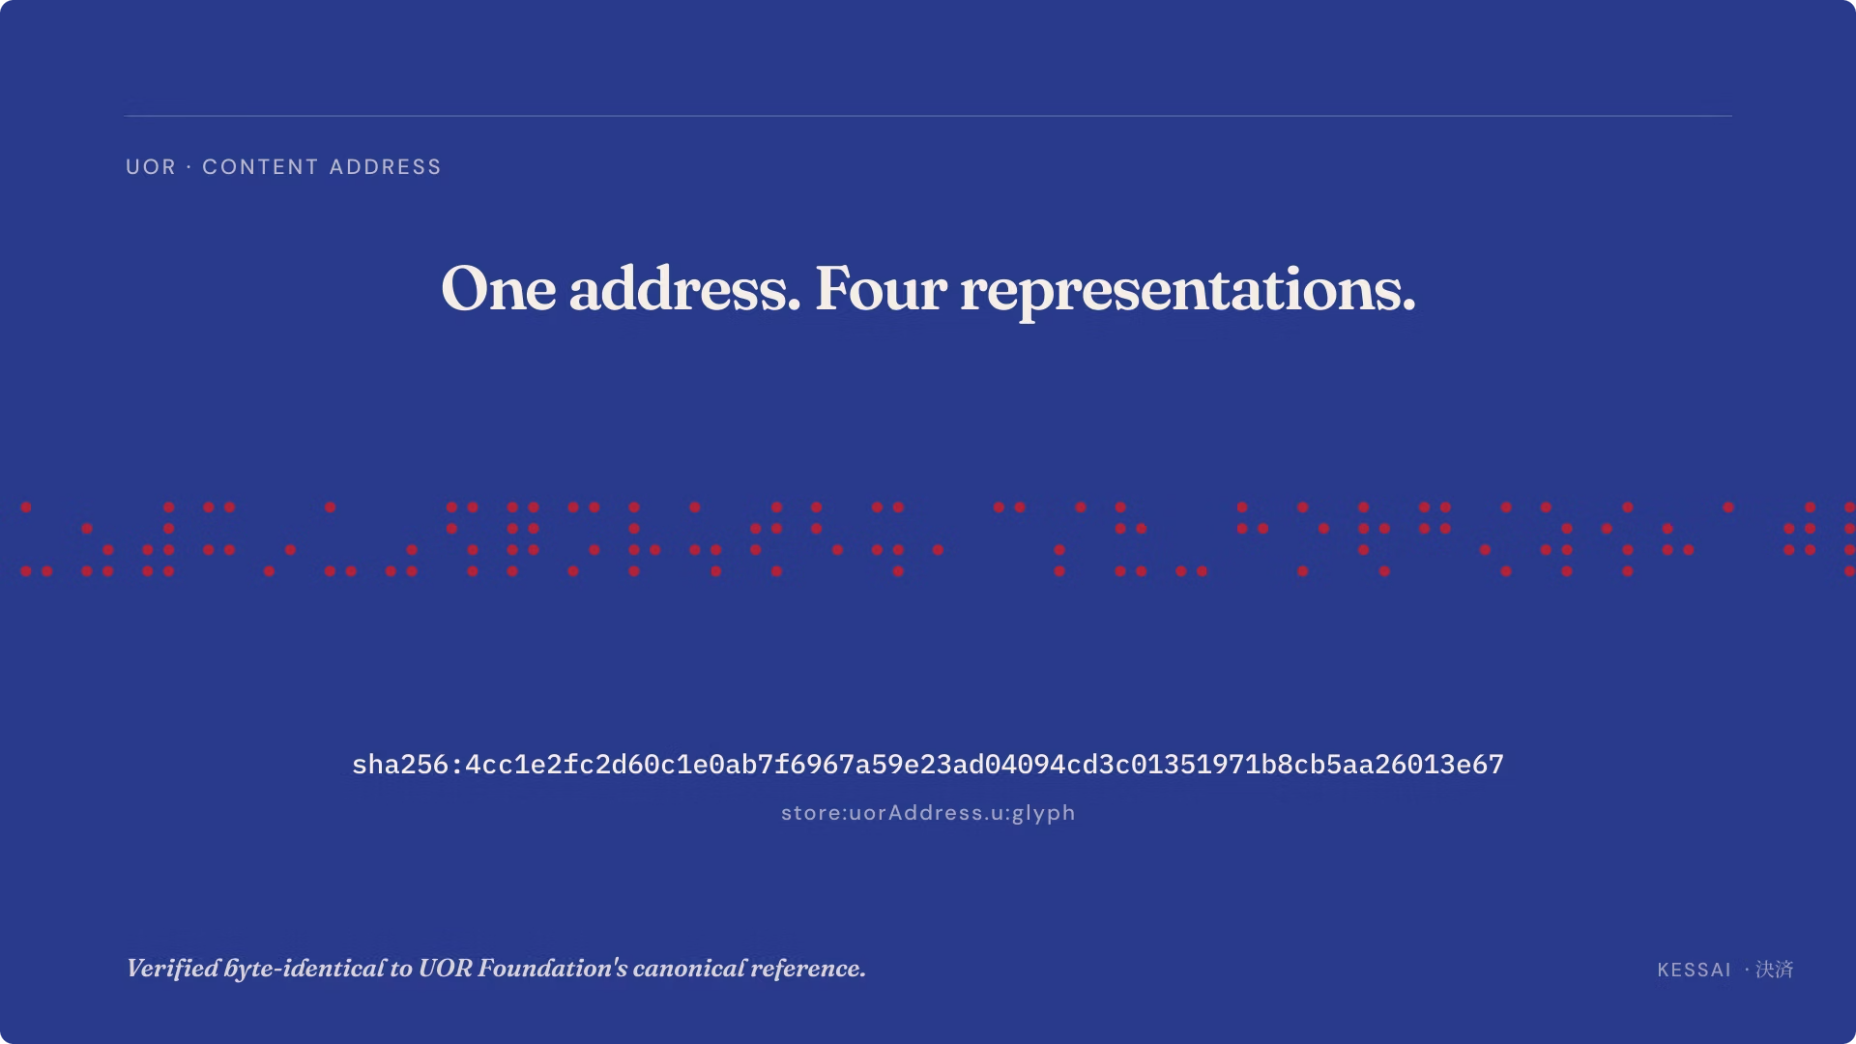 UOR · CONTENT ADDRESS
One address. Four representations.
sha256:4cc1e2fc2d60c1e0ab7f6967a59e23ad04094cd3c01351971b8cb5aa26013e67
store:uorAddress.u:glyph
Verified byte-identical to UOR Foundation's canonical reference.
KESSAI · 決済